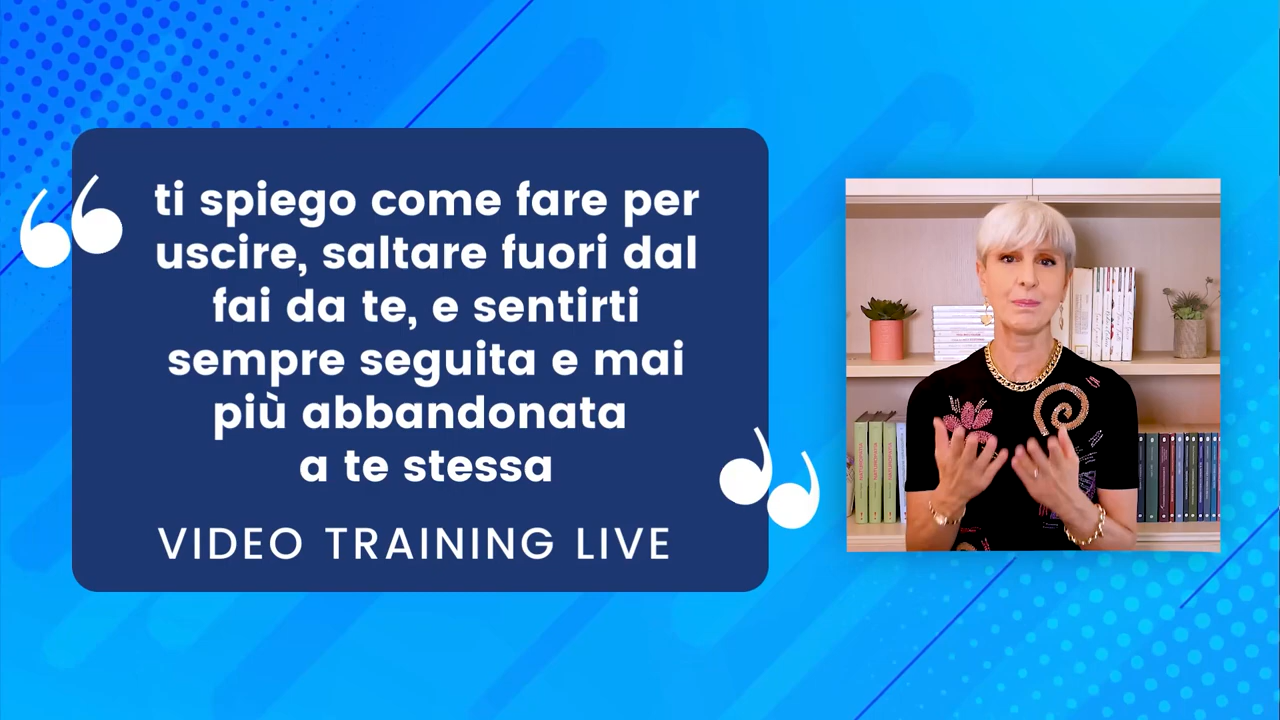 ti spiego come fare per
uscire, saltare fuori dal
fai da te, e sentirti
sempre seguita e mai
più abbandonata
a te stessa
VIDEO TRAINING LIVE